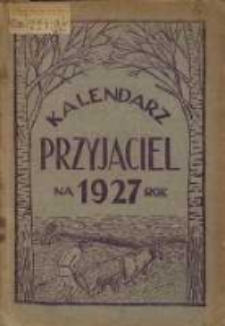 KALENDARZ
PRZYJACIEL
NA 1927 ROK